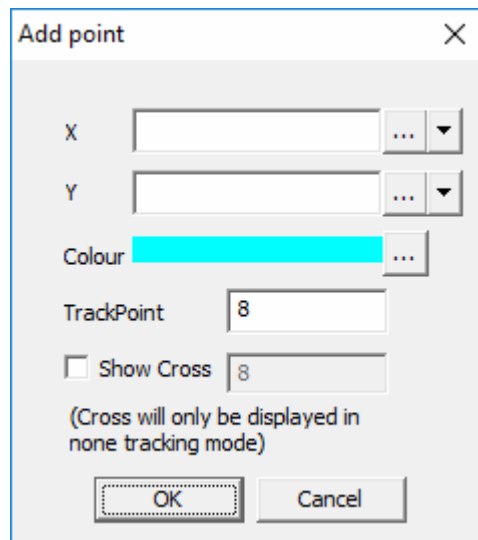 Add point
X ...
Y ...
Colour ...
TrackPoint 8
Show Cross 8
(Cross will only be displayed in
none tracking mode)
OK Cancel